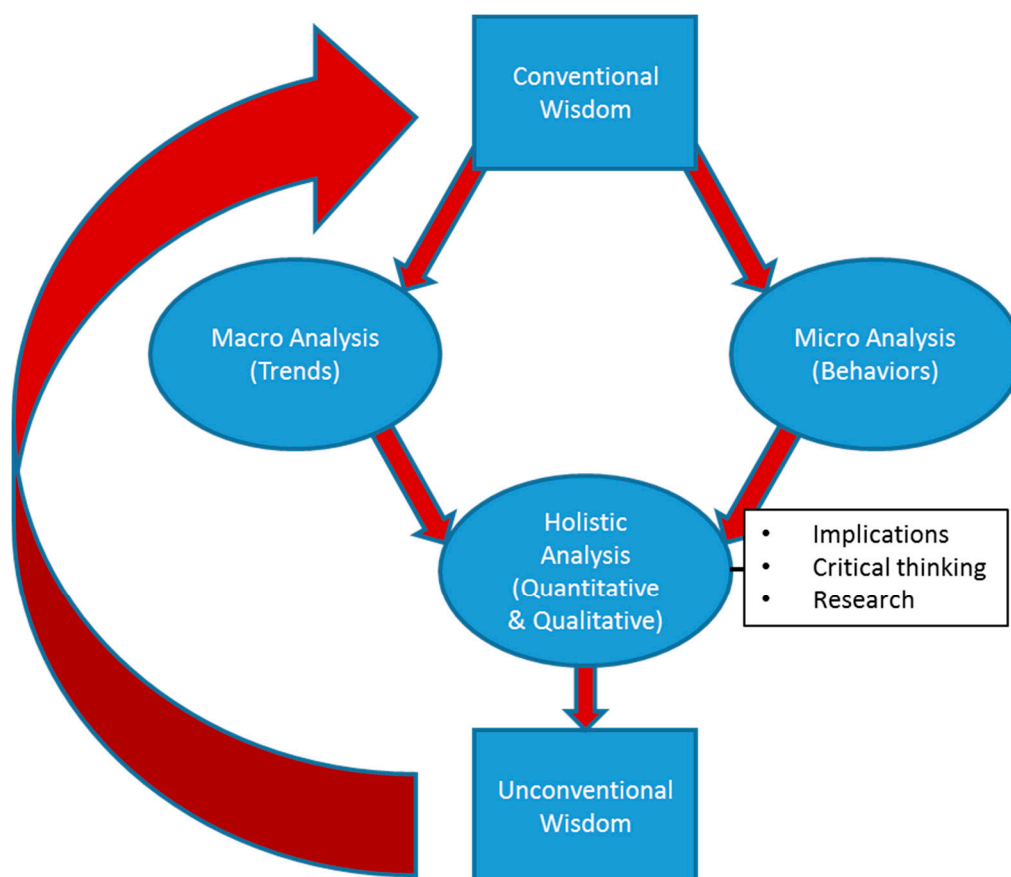 Conventional
Wisdom
Macro Analysis
(Trends)
Micro Analysis
(Behaviors)
Holistic
Analysis
(Quantitative
& Qualitative)
• Implications
• Critical thinking
• Research
Unconventional
Wisdom